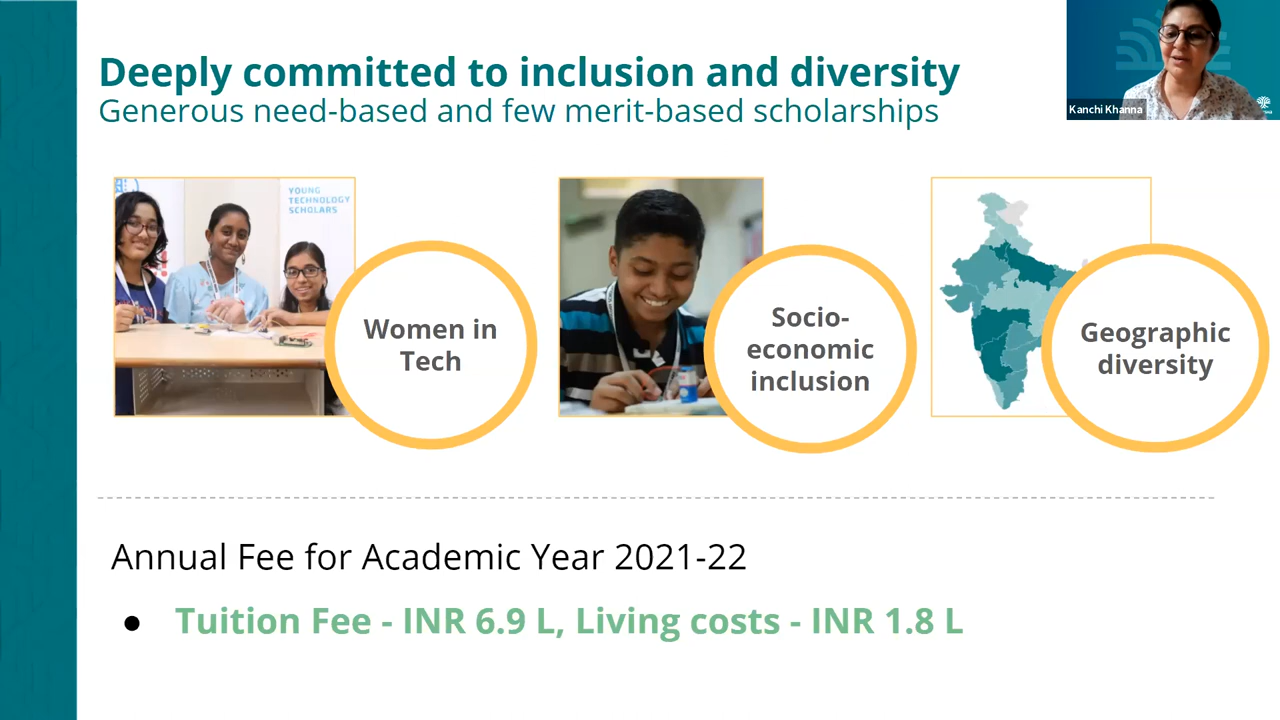 Deeply committed to inclusion and diversity
Generous need-based and few merit-based scholarships
Kanchi Khanna
YOUNG
TECHNOLOGY
SCHOLARS
Women in
Tech
Socio-
economic
inclusion
Geographic
diversity
Annual Fee for Academic Year 2021-22
● Tuition Fee - INR 6.9 L, Living costs - INR 1.8 L